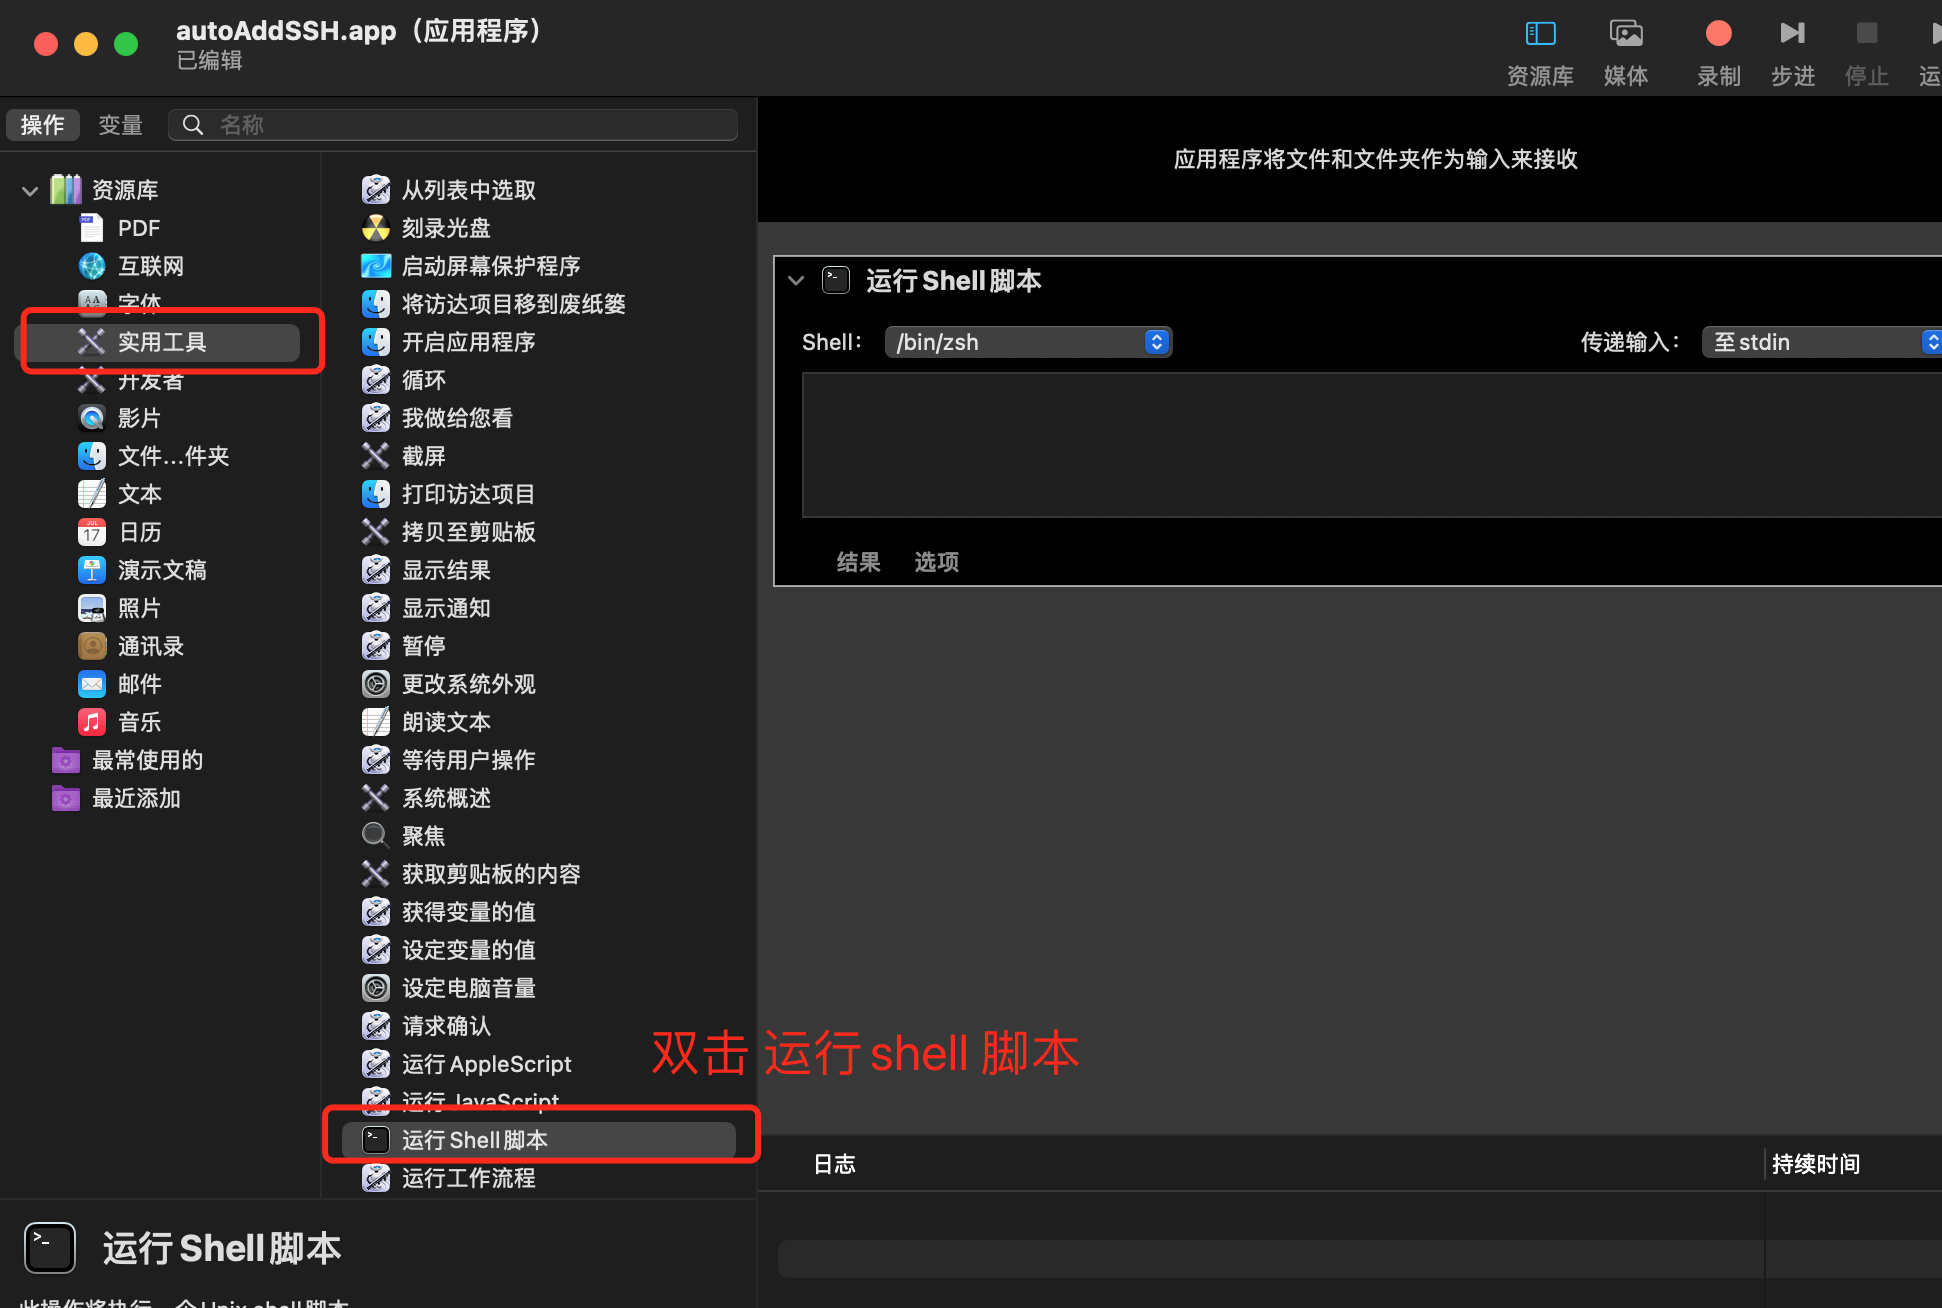 autoAddSSH.app（应用程序）
已编辑
资源库
媒体
录制
步进
停止
操作
变量
名称
资源库
PDF
互联网
字体
实用工具
开发者
影片
文件...件夹
文本
日历
演示文稿
照片
通讯录
邮件
音乐
最常使用的
最近添加
从列表中选取
刻录光盘
启动屏幕保护程序
将访达项目移到废纸篓
开启应用程序
循环
我做给您看
截屏
打印访达项目
拷贝至剪贴板
显示结果
显示通知
暂停
更改系统外观
朗读文本
等待用户操作
系统概述
聚焦
获取剪贴板的内容
获得变量的值
设定变量的值
设定电脑音量
请求确认
运行 AppleScript
运行 JavaScript
运行 Shell 脚本
运行工作流程
应用程序将文件和文件夹作为输入来接收
运行 Shell 脚本
Shell：
/bin/zsh
传递输入：
至 stdin
结果
选项
双击 运行 shell 脚本
日志
持续时间
运行 Shell 脚本
此操作将执行一个 Unix shell 脚本